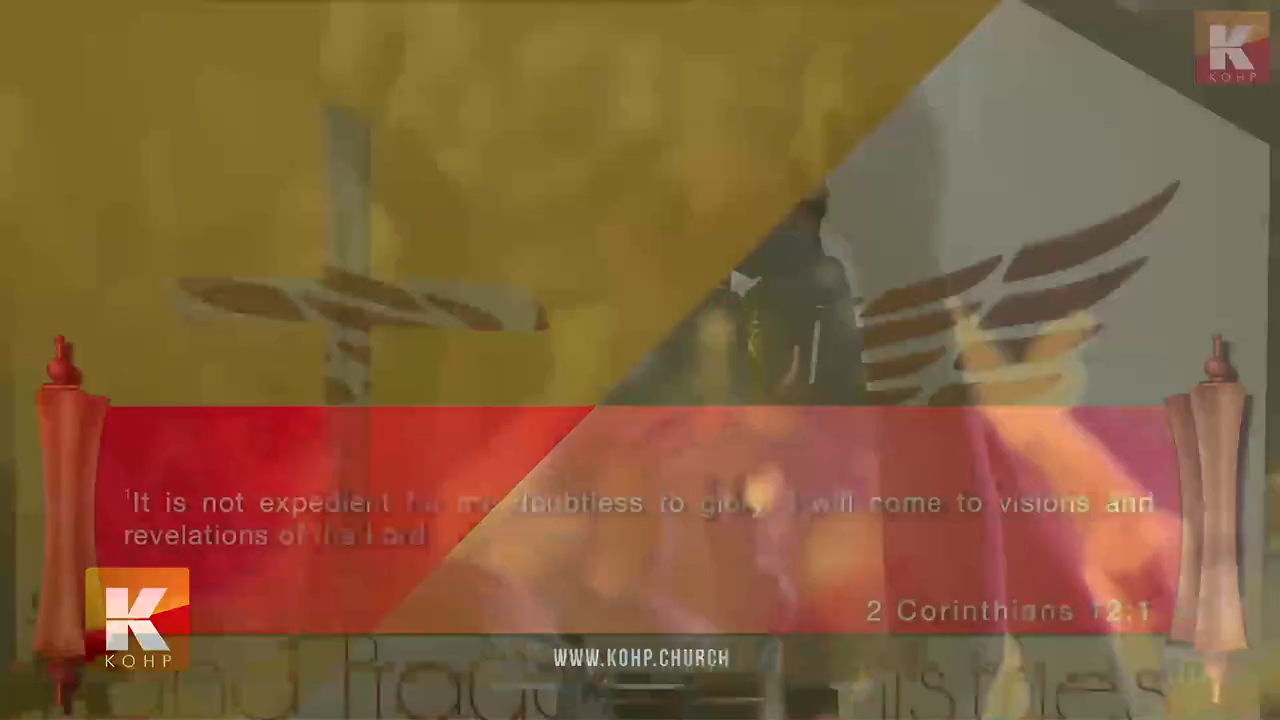 K
KOHP
¹It is not expedient for me doubtless to glory. I will come to visions and
revelations of the Lord
2 Corinthians 12:1
K
KOHP
WWW.KOHP.CHURCH
and